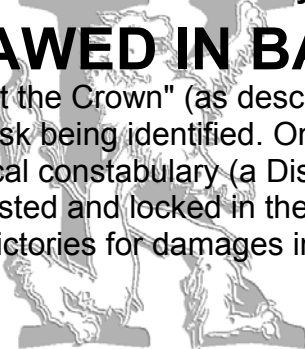 AWED IN BA
t the Crown" (as desc
sk being identified. Or
cal constabulary (a Dis
sted and locked in the
ictories for damages i